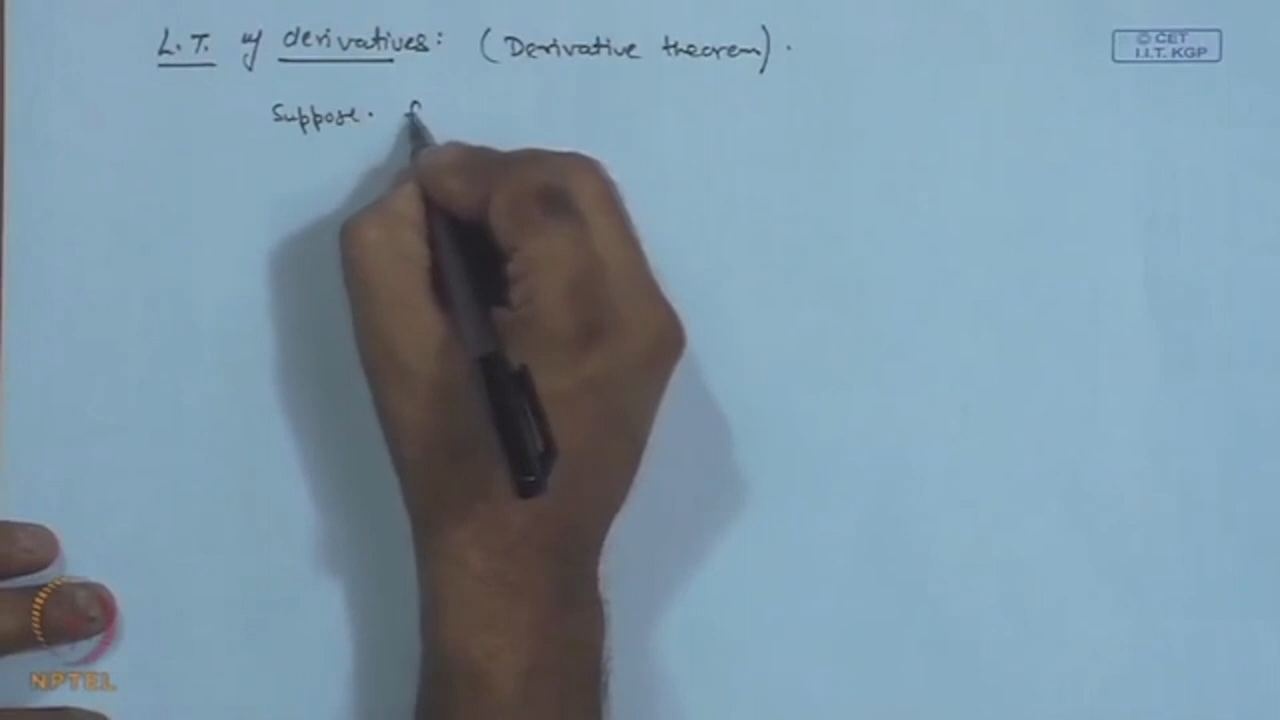 L.T. of derivatives: (Derivative theorem).
© CET
I.I.T. KGP
Suppose. f
NPTEL